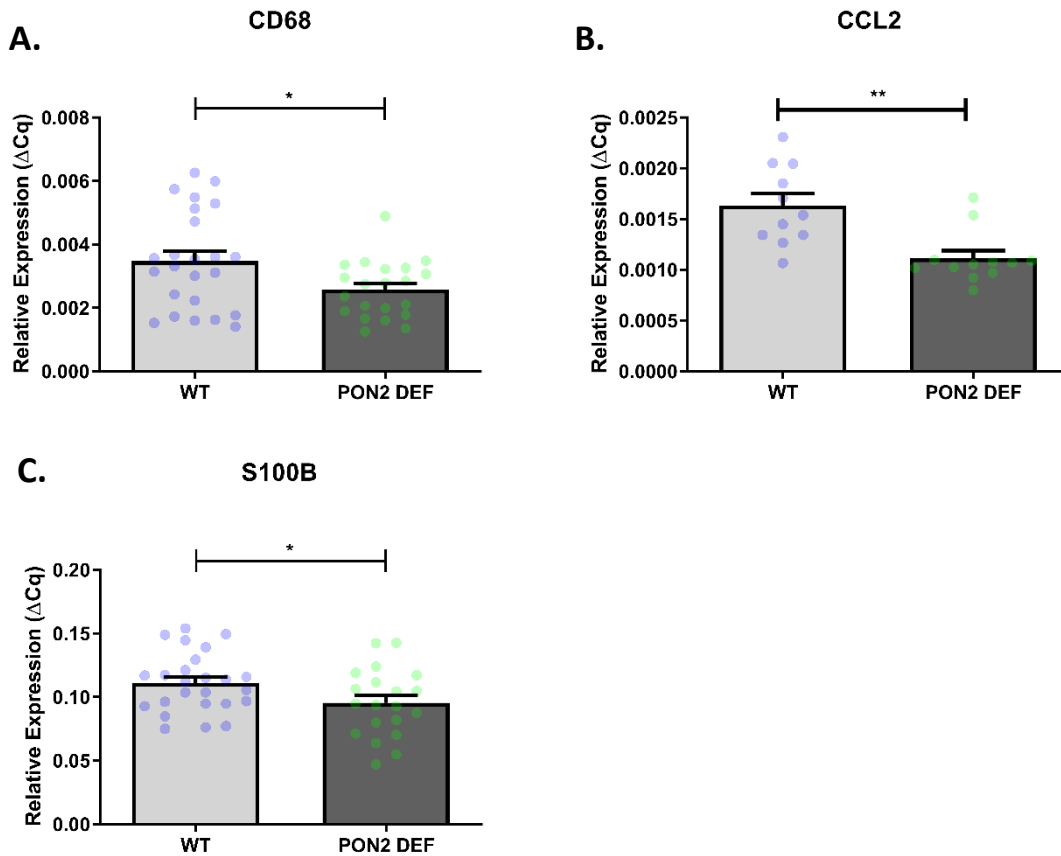 A.
CD68
*
Relative Expression (ΔCq)
0.008
0.006
0.004
0.002
0.000
WT
PON2 DEF
B.
CCL2
**
Relative Expression (ΔCq)
0.0025
0.0020
0.0015
0.0010
0.0005
0.0000
WT
PON2 DEF
C.
S100B
*
Relative Expression (ΔCq)
0.20
0.15
0.10
0.05
0.00
WT
PON2 DEF